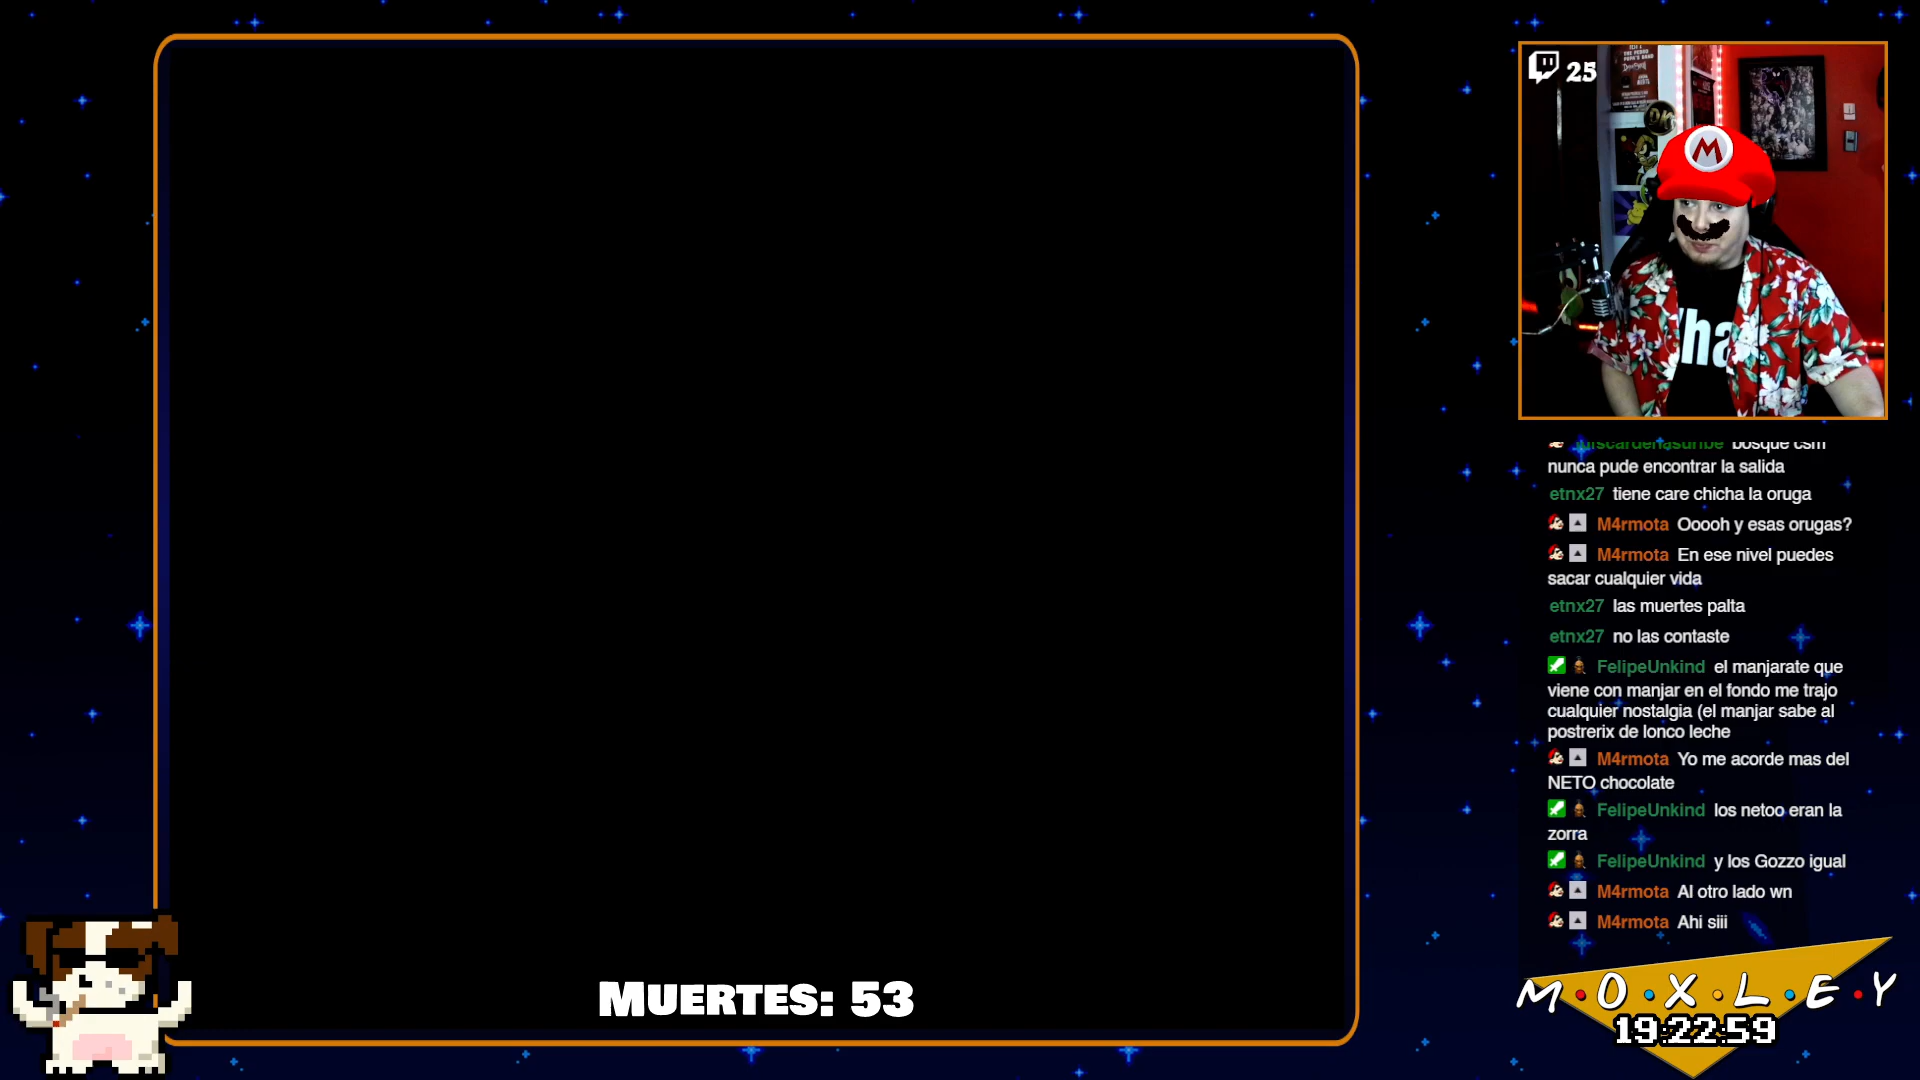 25
M
bosque csm
nunca pude encontrar la salida
etnx27 tiene care chicha la oruga
M4rmota Ooooh y esas orugas?
M4rmota En ese nivel puedes
sacar cualquier vida
etnx27 las muertes palta
etnx27 no las contaste
FelipeUnkind el manjarate que
viene con manjar en el fondo me trajo
cualquier nostalgia (el manjar sabe al
postrerix de lonco leche
M4rmota Yo me acorde mas del
NETO chocolate
FelipeUnkind los netoo eran la
zorra
FelipeUnkind y los Gozzo igual
M4rmota Al otro lado wn
M4rmota Ahi siii
MUERTES: 53
M·O·X·L·E·Y
19:22:59